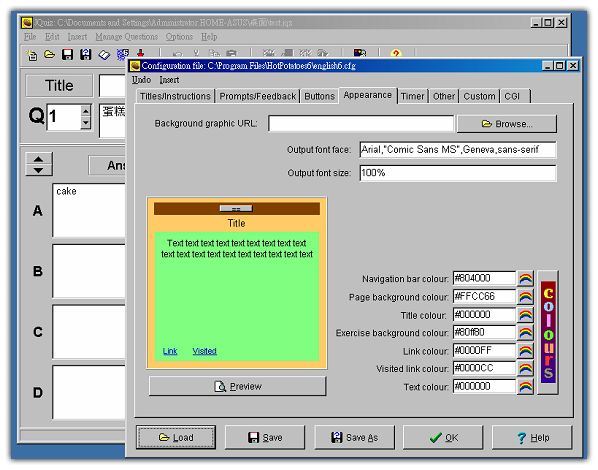 JQuiz: C:\Documents and Settings\Administrator HOME-ASUS\桌面\test.jqz
File Edit Insert Manage Questions Options Help
Title
Q 1 蛋糕
Ans
A cake
B
C
D
Configuration file: C:\Program Files\HotPotatoes6\english6.cfg
Undo Insert
Titles/Instructions Prompts/Feedback Buttons Appearance Timer Other Custom CGI
Background graphic URL: Browse...
Output font face: Arial,"Comic Sans MS",Geneva,sans-serif
Output font size: 100%
==
Title
Text text text text text text text text text
text text text text text text text text text text
Link Visited
Preview
Navigation bar colour: #804000
Page background colour: #FFCC66
Title colour: #000000
Exercise background colour: #80ff80
Link colour: #0000FF
Visited link colour: #0000CC
Text colour: #000000
colours
Load Save Save As OK Help